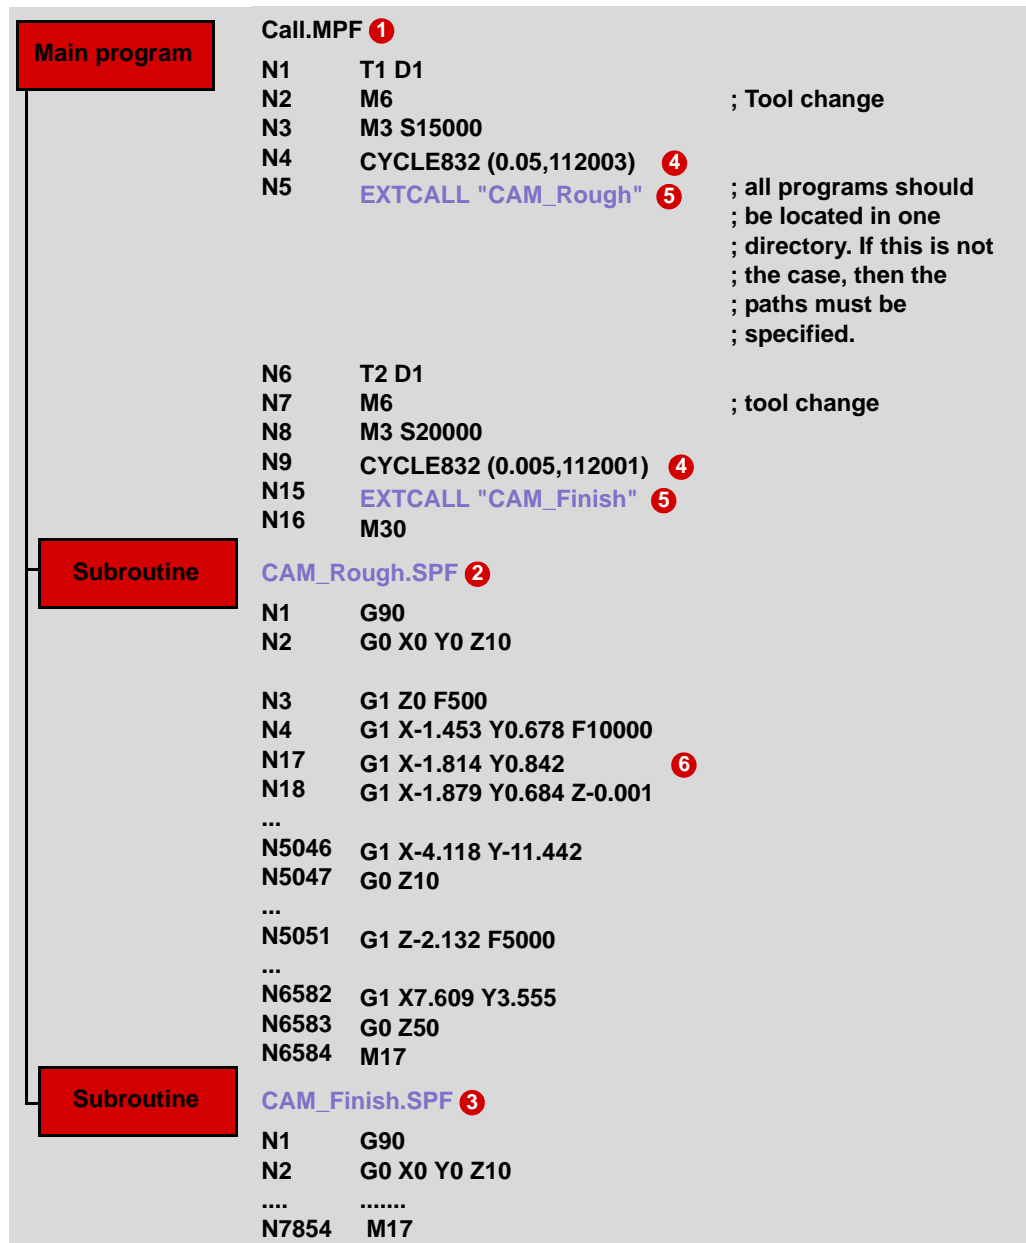 Main program
Call.MPF 1
N1 T1 D1
N2 M6 ; Tool change
N3 M3 S15000
N4 CYCLE832 (0.05,112003) 4
N5 EXTCALL "CAM_Rough" 5 ; all programs should
; be located in one
; directory. If this is not
; the case, then the
; paths must be
; specified.
N6 T2 D1
N7 M6 ; tool change
N8 M3 S20000
N9 CYCLE832 (0.005,112001) 4
N15 EXTCALL "CAM_Finish" 5
N16 M30
Subroutine
CAM_Rough.SPF 2
N1 G90
N2 G0 X0 Y0 Z10
N3 G1 Z0 F500
N4 G1 X-1.453 Y0.678 F10000
N17 G1 X-1.814 Y0.842 6
N18 G1 X-1.879 Y0.684 Z-0.001
...
N5046 G1 X-4.118 Y-11.442
N5047 G0 Z10
...
N5051 G1 Z-2.132 F5000
...
N6582 G1 X7.609 Y3.555
N6583 G0 Z50
N6584 M17
Subroutine
CAM_Finish.SPF 3
N1 G90
N2 G0 X0 Y0 Z10
.... .......
N7854 M17